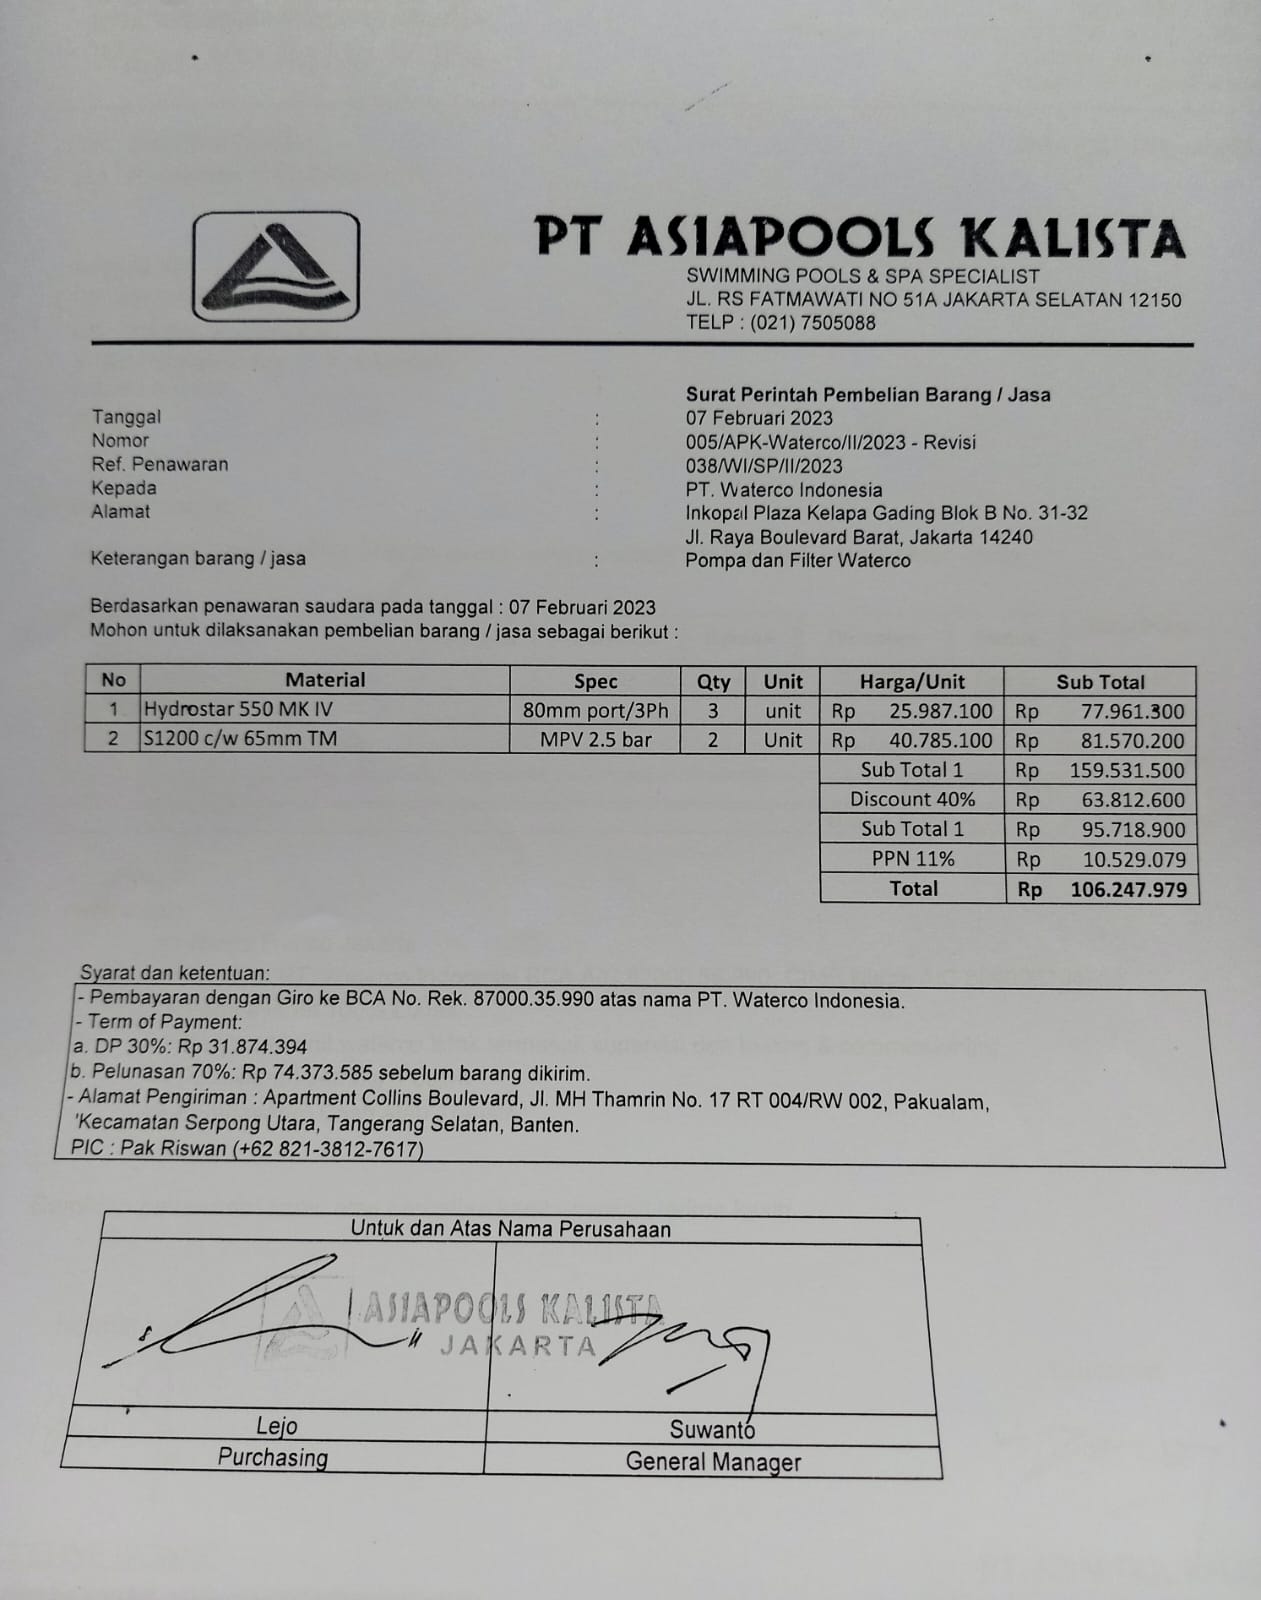 PT ASIAPOOLS KALISTA
SWIMMING POOLS & SPA SPECIALIST
JL. RS FATMAWATI NO 51A JAKARTA SELATAN 12150
TELP : (021) 7505088
Surat Perintah Pembelian Barang / Jasa
Tanggal : 07 Februari 2023
Nomor : 005/APK-Waterco/II/2023 - Revisi
Ref. Penawaran : 038/WI/SP/II/2023
Kepada : PT. Waterco Indonesia
Alamat : Inkopal Plaza Kelapa Gading Blok B No. 31-32
Jl. Raya Boulevard Barat, Jakarta 14240
Keterangan barang / jasa : Pompa dan Filter Waterco
Berdasarkan penawaran saudara pada tanggal : 07 Februari 2023
Mohon untuk dilaksanakan pembelian barang / jasa sebagai berikut :
No Material Spec Qty Unit Harga/Unit Sub Total
1 Hydrostar 550 MK IV 80mm port/3Ph 3 unit Rp 25.987.100 Rp 77.961.300
2 S1200 c/w 65mm TM MPV 2.5 bar 2 Unit Rp 40.785.100 Rp 81.570.200
Sub Total 1 Rp 159.531.500
Discount 40% Rp 63.812.600
Sub Total 1 Rp 95.718.900
PPN 11% Rp 10.529.079
Total Rp 106.247.979
Syarat dan ketentuan:
- Pembayaran dengan Giro ke BCA No. Rek. 87000.35.990 atas nama PT. Waterco Indonesia.
- Term of Payment:
a. DP 30%: Rp 31.874.394
b. Pelunasan 70%: Rp 74.373.585 sebelum barang dikirim.
- Alamat Pengiriman : Apartment Collins Boulevard, Jl. MH Thamrin No. 17 RT 004/RW 002, Pakualam,
'Kecamatan Serpong Utara, Tangerang Selatan, Banten.
PIC : Pak Riswan (+62 821-3812-7617)
Untuk dan Atas Nama Perusahaan
ASIAPOOLS KALISTA
JAKARTA
Lejo Suwanto
Purchasing General Manager